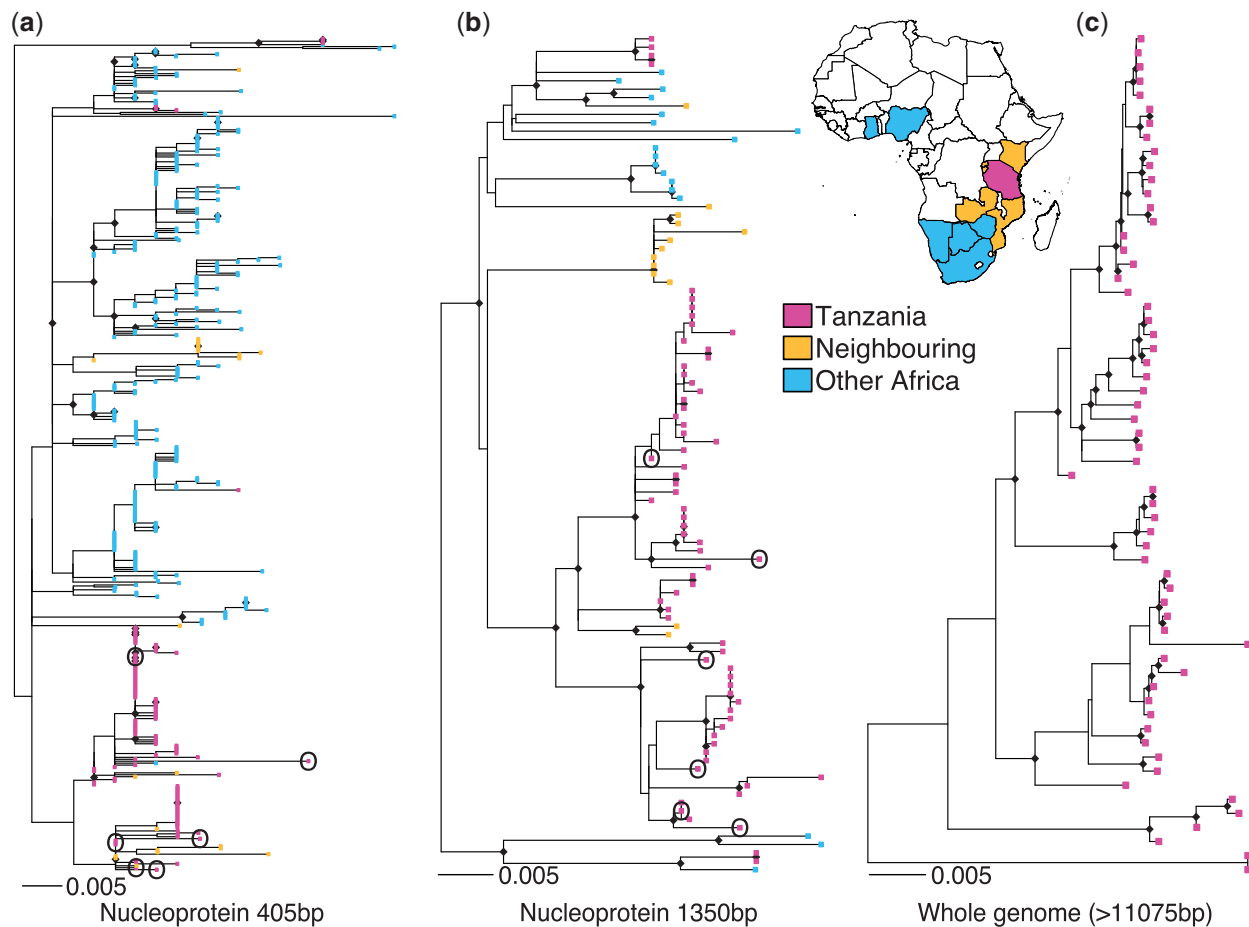 (a)
(b)
(c)
Tanzania
Neighbouring
Other Africa
0.005
0.005
0.005
Nucleoprotein 405bp
Nucleoprotein 1350bp
Whole genome (>11075bp)